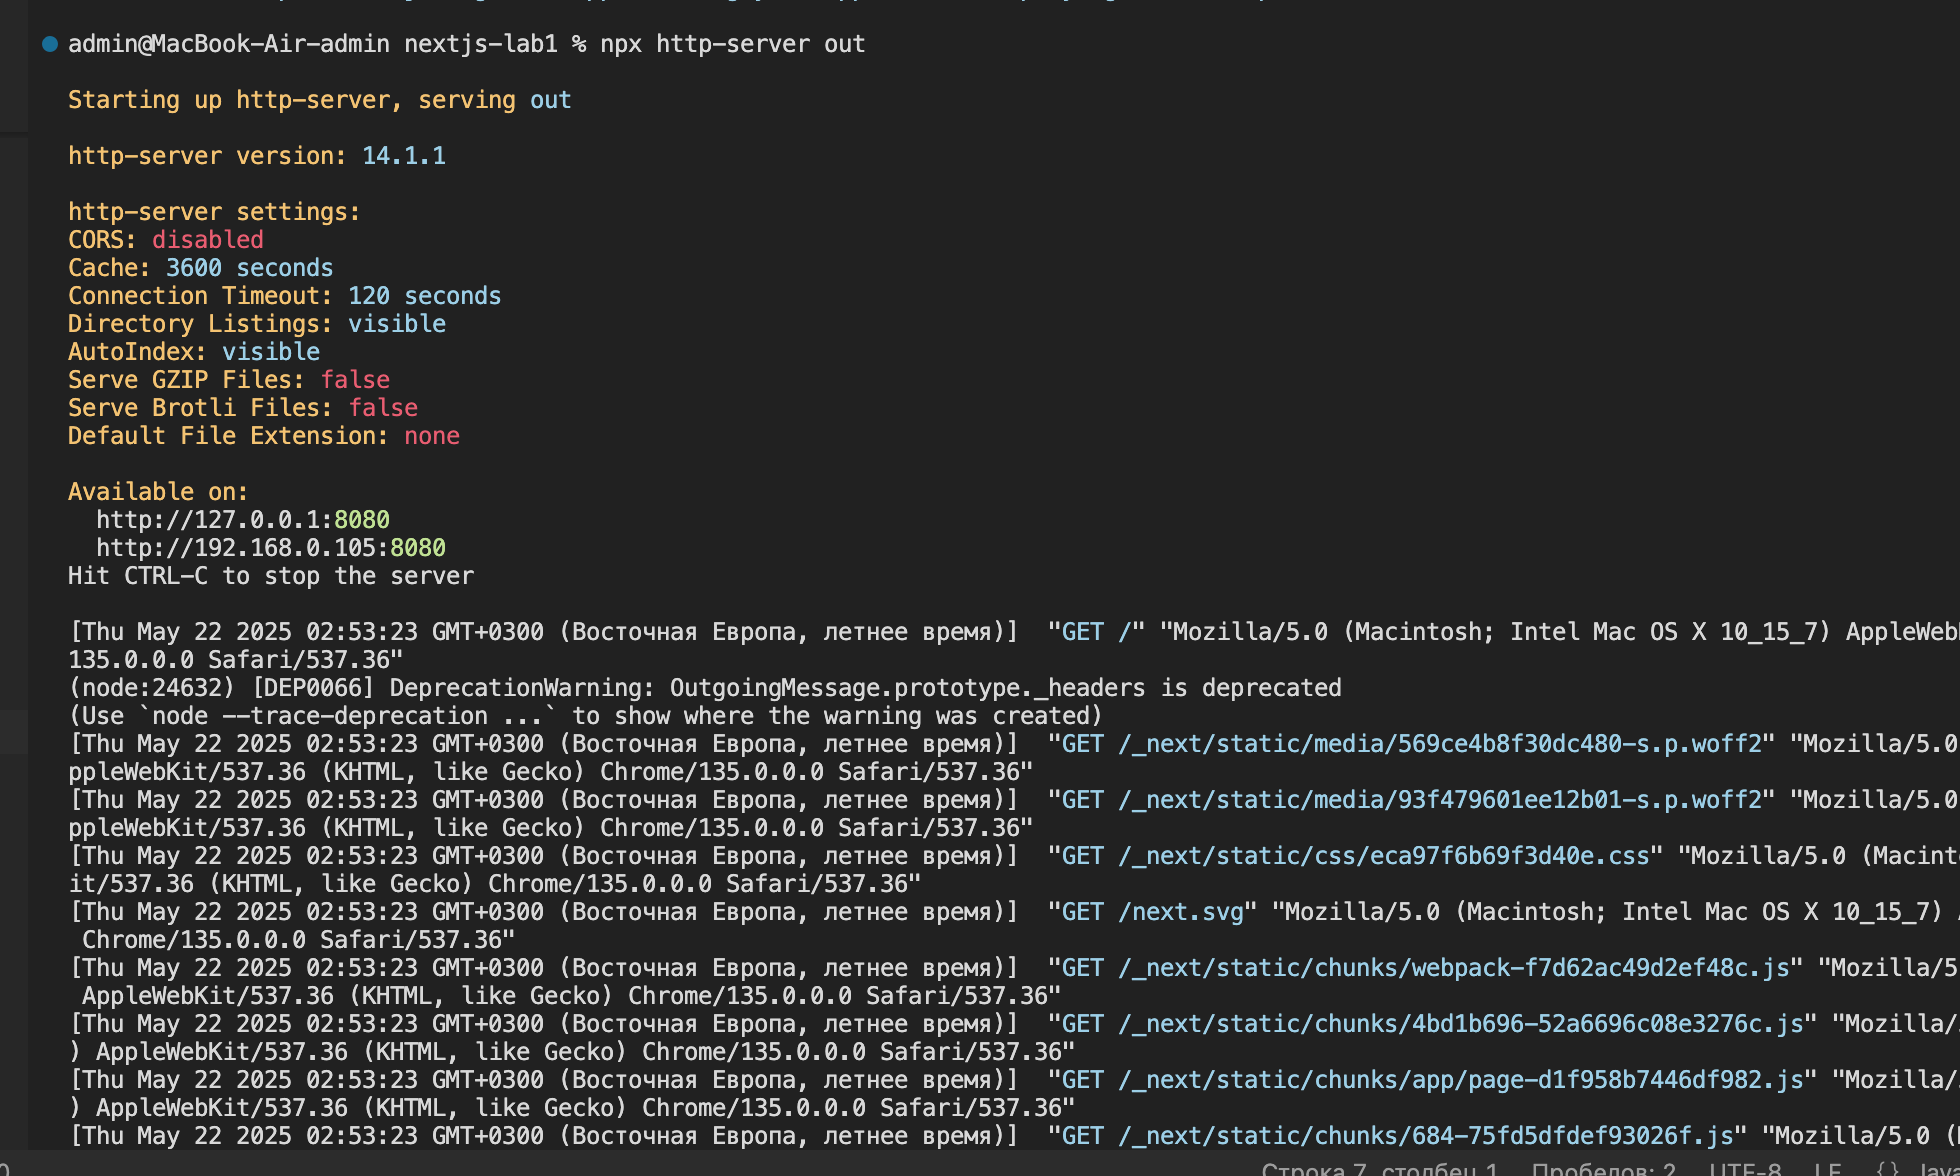 admin@MacBook-Air-admin nextjs-lab1 % npx http-server out
Starting up http-server, serving out
http-server version: 14.1.1
http-server settings:
CORS: disabled
Cache: 3600 seconds
Connection Timeout: 120 seconds
Directory Listings: visible
AutoIndex: visible
Serve GZIP Files: false
Serve Brotli Files: false
Default File Extension: none
Available on:
  http://127.0.0.1:8080
  http://192.168.0.105:8080
Hit CTRL-C to stop the server
[Thu May 22 2025 02:53:23 GMT+0300 (Восточная Европа, летнее время)]  "GET /" "Mozilla/5.0 (Macintosh; Intel Mac OS X 10_15_7) AppleWeb
135.0.0.0 Safari/537.36"
(node:24632) [DEP0066] DeprecationWarning: OutgoingMessage.prototype._headers is deprecated
(Use `node --trace-deprecation ...` to show where the warning was created)
[Thu May 22 2025 02:53:23 GMT+0300 (Восточная Европа, летнее время)]  "GET /_next/static/media/569ce4b8f30dc480-s.p.woff2" "Mozilla/5.0
ppleWebKit/537.36 (KHTML, like Gecko) Chrome/135.0.0.0 Safari/537.36"
[Thu May 22 2025 02:53:23 GMT+0300 (Восточная Европа, летнее время)]  "GET /_next/static/media/93f479601ee12b01-s.p.woff2" "Mozilla/5.0
ppleWebKit/537.36 (KHTML, like Gecko) Chrome/135.0.0.0 Safari/537.36"
[Thu May 22 2025 02:53:23 GMT+0300 (Восточная Европа, летнее время)]  "GET /_next/static/css/eca97f6b69f3d40e.css" "Mozilla/5.0 (Macint
it/537.36 (KHTML, like Gecko) Chrome/135.0.0.0 Safari/537.36"
[Thu May 22 2025 02:53:23 GMT+0300 (Восточная Европа, летнее время)]  "GET /next.svg" "Mozilla/5.0 (Macintosh; Intel Mac OS X 10_15_7)
 Chrome/135.0.0.0 Safari/537.36"
[Thu May 22 2025 02:53:23 GMT+0300 (Восточная Европа, летнее время)]  "GET /_next/static/chunks/webpack-f7d62ac49d2ef48c.js" "Mozilla/5
 AppleWebKit/537.36 (KHTML, like Gecko) Chrome/135.0.0.0 Safari/537.36"
[Thu May 22 2025 02:53:23 GMT+0300 (Восточная Европа, летнее время)]  "GET /_next/static/chunks/4bd1b696-52a6696c08e3276c.js" "Mozilla/
) AppleWebKit/537.36 (KHTML, like Gecko) Chrome/135.0.0.0 Safari/537.36"
[Thu May 22 2025 02:53:23 GMT+0300 (Восточная Европа, летнее время)]  "GET /_next/static/chunks/app/page-d1f958b7446df982.js" "Mozilla/
) AppleWebKit/537.36 (KHTML, like Gecko) Chrome/135.0.0.0 Safari/537.36"
[Thu May 22 2025 02:53:23 GMT+0300 (Восточная Европа, летнее время)]  "GET /_next/static/chunks/684-75fd5dfdef93026f.js" "Mozilla/5.0 (
Строка 7, столбец 1 Пробелов: 2 UTF-8 LF {} Java